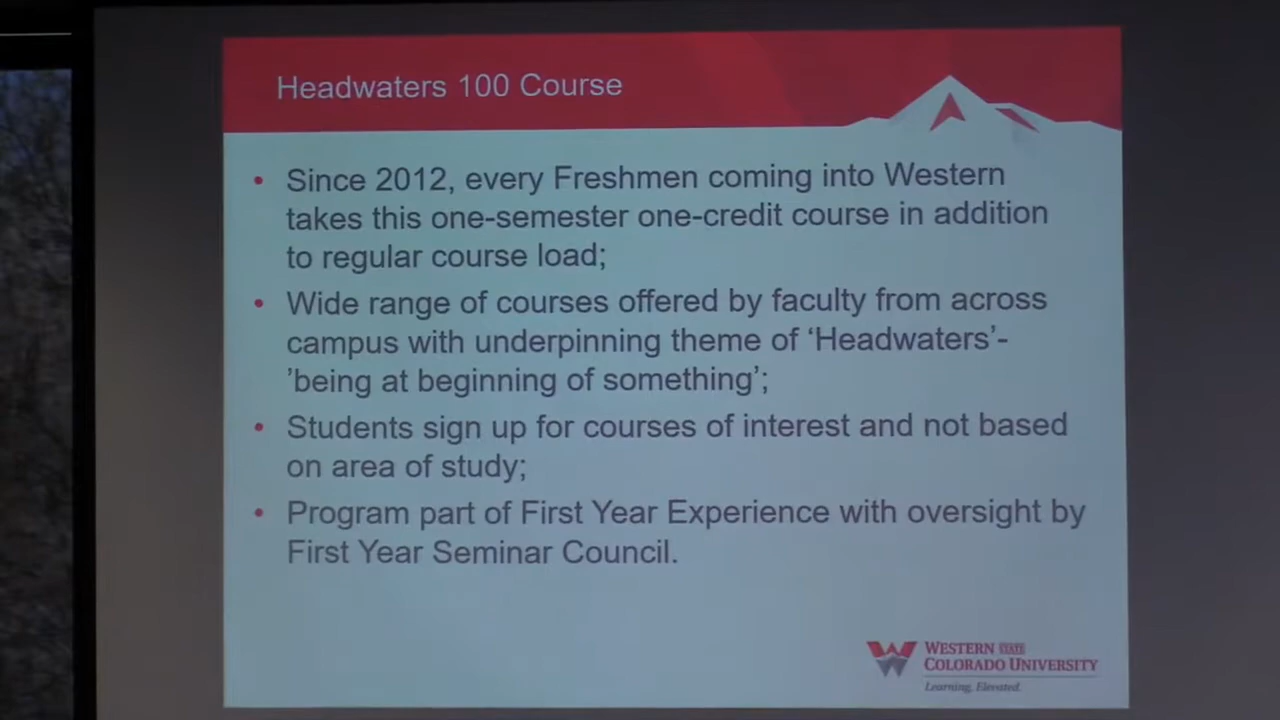 Headwaters 100 Course
• Since 2012, every Freshmen coming into Western
takes this one-semester one-credit course in addition
to regular course load;
• Wide range of courses offered by faculty from across
campus with underpinning theme of ‘Headwaters’-
’being at beginning of something’;
• Students sign up for courses of interest and not based
on area of study;
• Program part of First Year Experience with oversight by
First Year Seminar Council.
WESTERN STATE
COLORADO UNIVERSITY
Learning, Elevated.